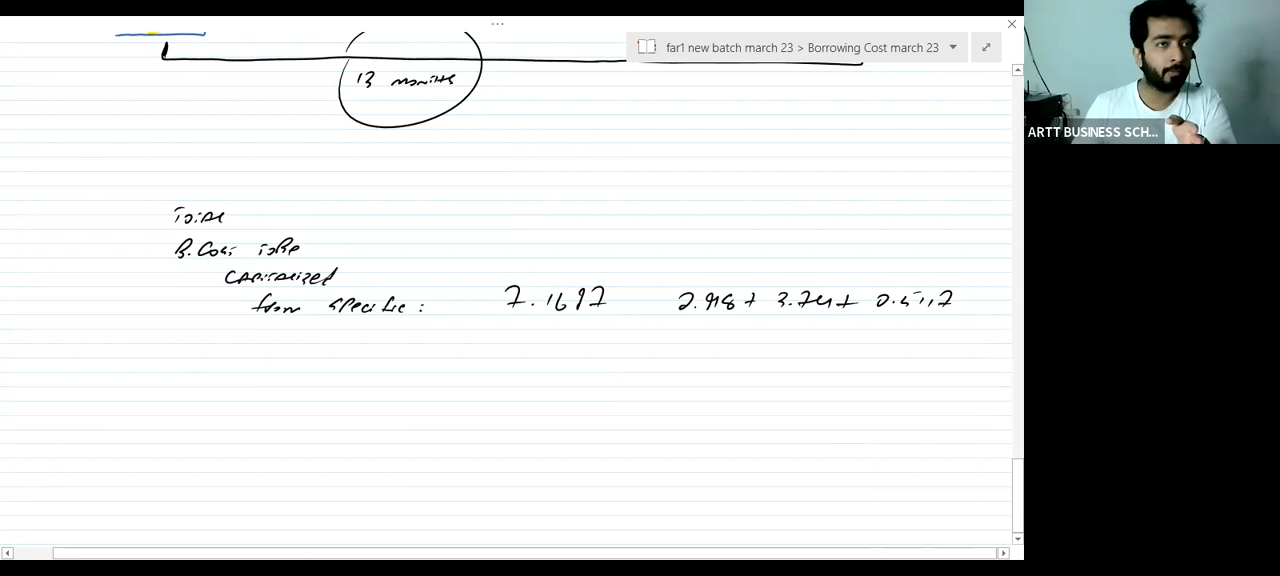 far1 new batch march 23 > Borrowing Cost march 23
13 months
ARTT BUSINESS SCH...
Total
B. Cost to be
capitalized
from specific : 7.1697 2.918 + 3.74 + 0.5117